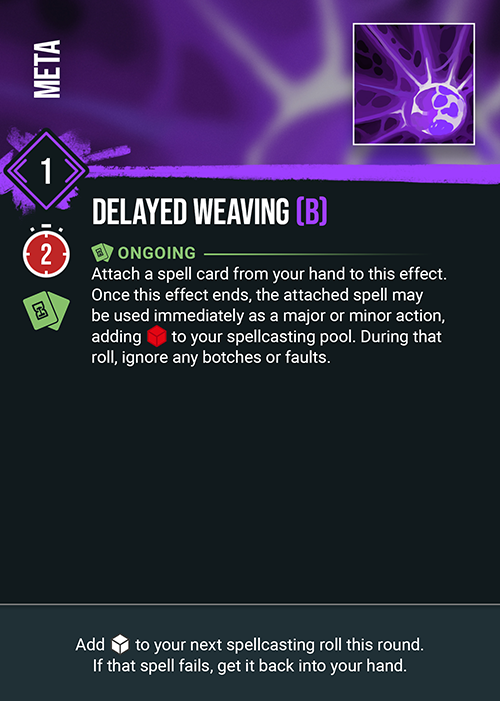 META
1
DELAYED WEAVING (B)
2
ONGOING
Attach a spell card from your hand to this effect.
Once this effect ends, the attached spell may
be used immediately as a major or minor action,
adding to your spellcasting pool. During that
roll, ignore any botches or faults.
Add to your next spellcasting roll this round.
If that spell fails, get it back into your hand.